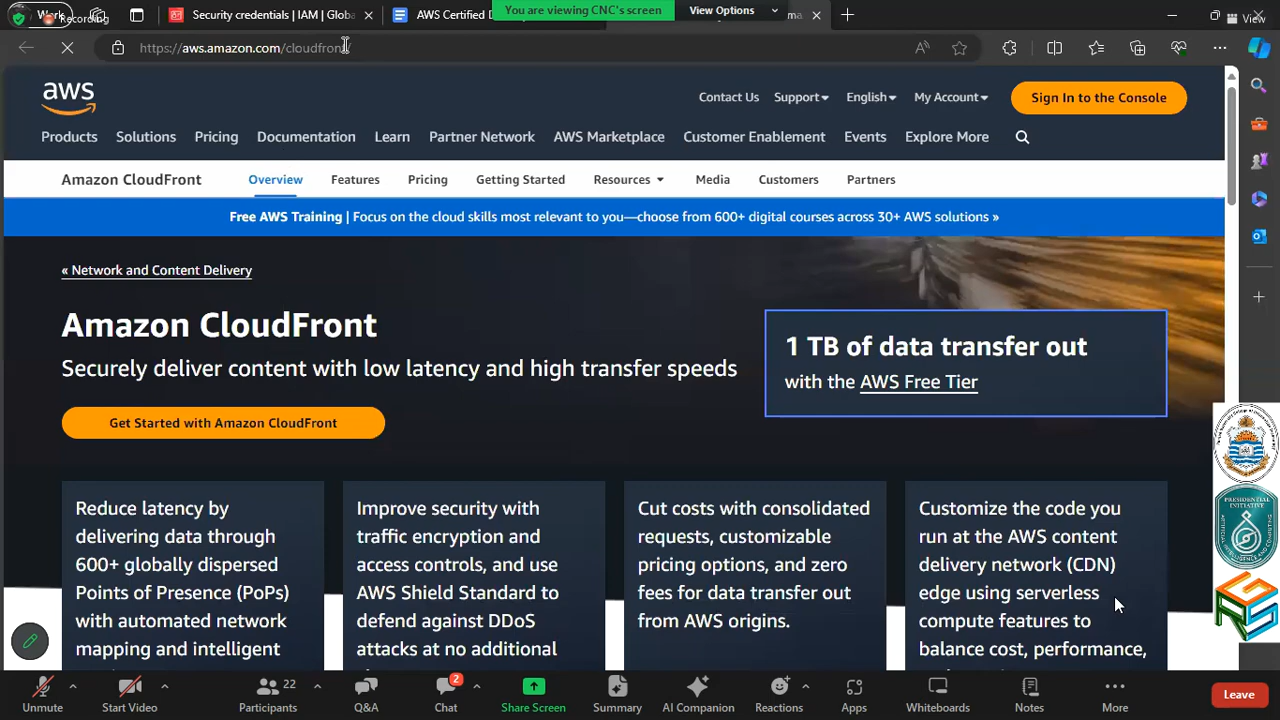 Work
Recording
Security credentials | IAM | Globa
AWS Certified D
You are viewing CNC's screen
View Options
View
https://aws.amazon.com/cloudfront/
aws
Contact Us
Support
English
My Account
Sign In to the Console
Products
Solutions
Pricing
Documentation
Learn
Partner Network
AWS Marketplace
Customer Enablement
Events
Explore More
Amazon CloudFront
Overview
Features
Pricing
Getting Started
Resources
Media
Customers
Partners
Free AWS Training | Focus on the cloud skills most relevant to you—choose from 600+ digital courses across 30+ AWS solutions »
« Network and Content Delivery
Amazon CloudFront
Securely deliver content with low latency and high transfer speeds
Get Started with Amazon CloudFront
1 TB of data transfer out
with the AWS Free Tier
Reduce latency by
delivering data through
600+ globally dispersed
Points of Presence (PoPs)
with automated network
mapping and intelligent
Improve security with
traffic encryption and
access controls, and use
AWS Shield Standard to
defend against DDoS
attacks at no additional
Cut costs with consolidated
requests, customizable
pricing options, and zero
fees for data transfer out
from AWS origins.
Customize the code you
run at the AWS content
delivery network (CDN)
edge using serverless
compute features to
balance cost, performance,
PRESIDENTIAL
INITIATIVE
Unmute
Start Video
22
Participants
Q&A
2
Chat
Share Screen
Summary
AI Companion
Reactions
Apps
Whiteboards
Notes
More
Leave